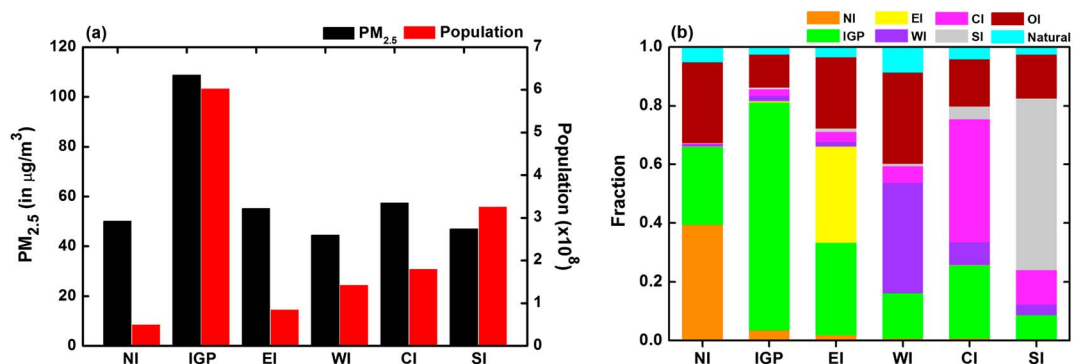 (a)
PM2.5 Population
120
100
80
60
40
20
0
PM2.5 (in μg/m3)
7
6
5
4
3
2
1
0
Population (x10^8)
NI IGP EI WI CI SI
(b)
NI EI CI OI
IGP WI SI Natural
1.0
0.8
0.6
0.4
0.2
0.0
Fraction
NI IGP EI WI CI SI